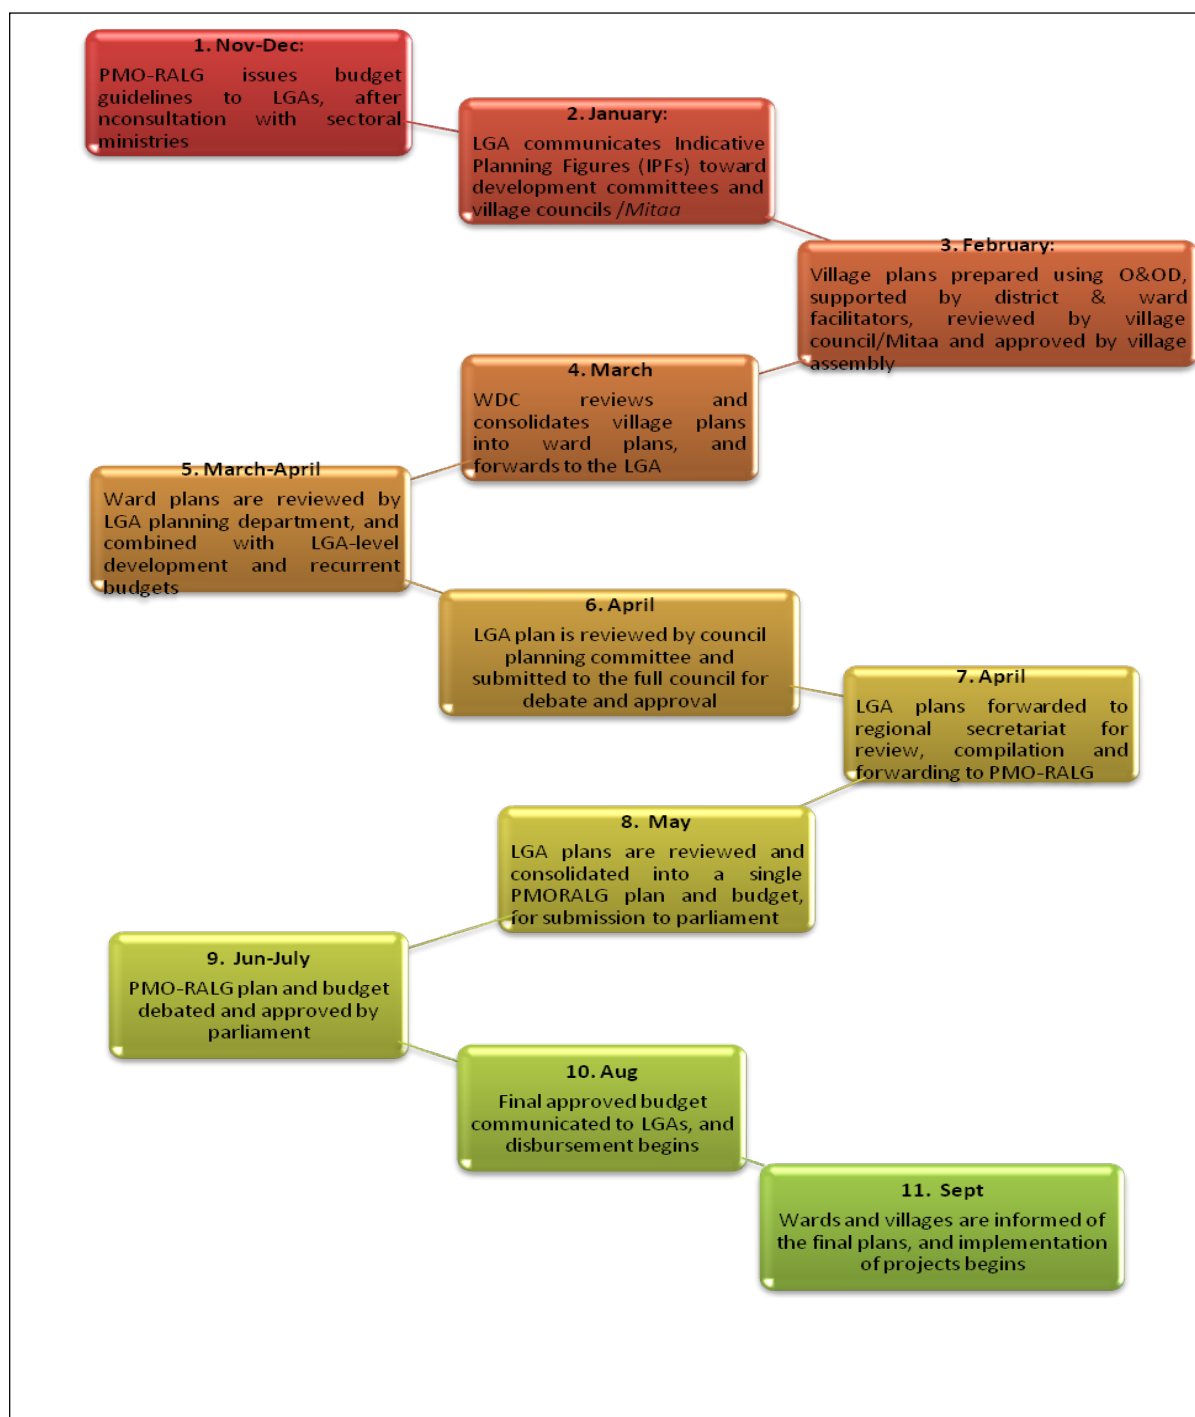 1. Nov-Dec:
PMO-RALG issues budget
guidelines to LGAs, after
nconsultation with sectoral
ministries
2. January:
LGA communicates Indicative
Planning Figures (IPFs) toward
development committees and
village councils /Mitaa
3. February:
Village plans prepared using O&OD,
supported by district & ward
facilitators, reviewed by village
council/Mitaa and approved by village
assembly
4. March
WDC reviews and
consolidates village plans
into ward plans, and
forwards to the LGA
5. March-April
Ward plans are reviewed by
LGA planning department, and
combined with LGA-level
development and recurrent
budgets
6. April
LGA plan is reviewed by council
planning committee and
submitted to the full council for
debate and approval
7. April
LGA plans forwarded to
regional secretariat for
review, compilation and
forwarding to PMO-RALG
8. May
LGA plans are reviewed and
consolidated into a single
PMORALG plan and budget,
for submission to parliament
9. Jun-July
PMO-RALG plan and budget
debated and approved by
parliament
10. Aug
Final approved budget
communicated to LGAs, and
disbursement begins
11. Sept
Wards and villages are informed of
the final plans, and implementation
of projects begins